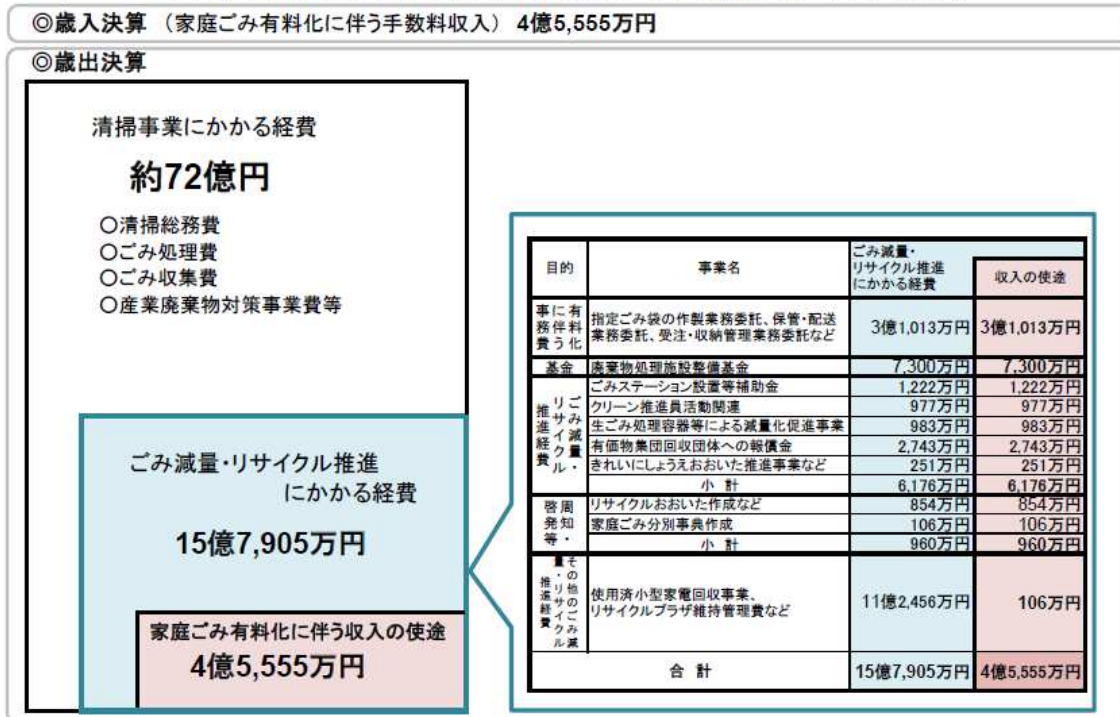 ◎歳入決算 （家庭ごみ有料化に伴う手数料収入） 4億5,555万円
◎歳出決算
清掃事業にかかる経費
約72億円
○清掃総務費
○ごみ処理費
○ごみ収集費
○産業廃棄物対策事業費等
ごみ減量・リサイクル推進
にかかる経費
15億7,905万円
家庭ごみ有料化に伴う収入の使途
4億5,555万円
目的 事業名 ごみ減量・
リサイクル推進
にかかる経費
収入の使途
有料化
に伴う
事務費
指定ごみ袋の作製業務委託、保管・配送
業務委託、受注・収納管理業務委託など
3億1,013万円 3億1,013万円
基金 廃棄物処理施設整備基金 7,300万円 7,300万円
ごみ減量・
リサイクル
推進経費
ごみステーション設置等補助金 1,222万円 1,222万円
クリーン推進員活動関連 977万円 977万円
生ごみ処理容器等による減量化促進事業 983万円 983万円
有価物集団回収団体への報償金 2,743万円 2,743万円
きれいにしょうえおおいた推進事業など 251万円 251万円
小 計 6,176万円 6,176万円
周知・
啓発等
リサイクルおおいた作成など 854万円 854万円
家庭ごみ分別事典作成 106万円 106万円
小 計 960万円 960万円
その他のごみ減
量・リサイクル
推進経費
使用済小型家電回収事業、
リサイクルプラザ維持管理費など
11億2,456万円 106万円
合 計 15億7,905万円 4億5,555万円